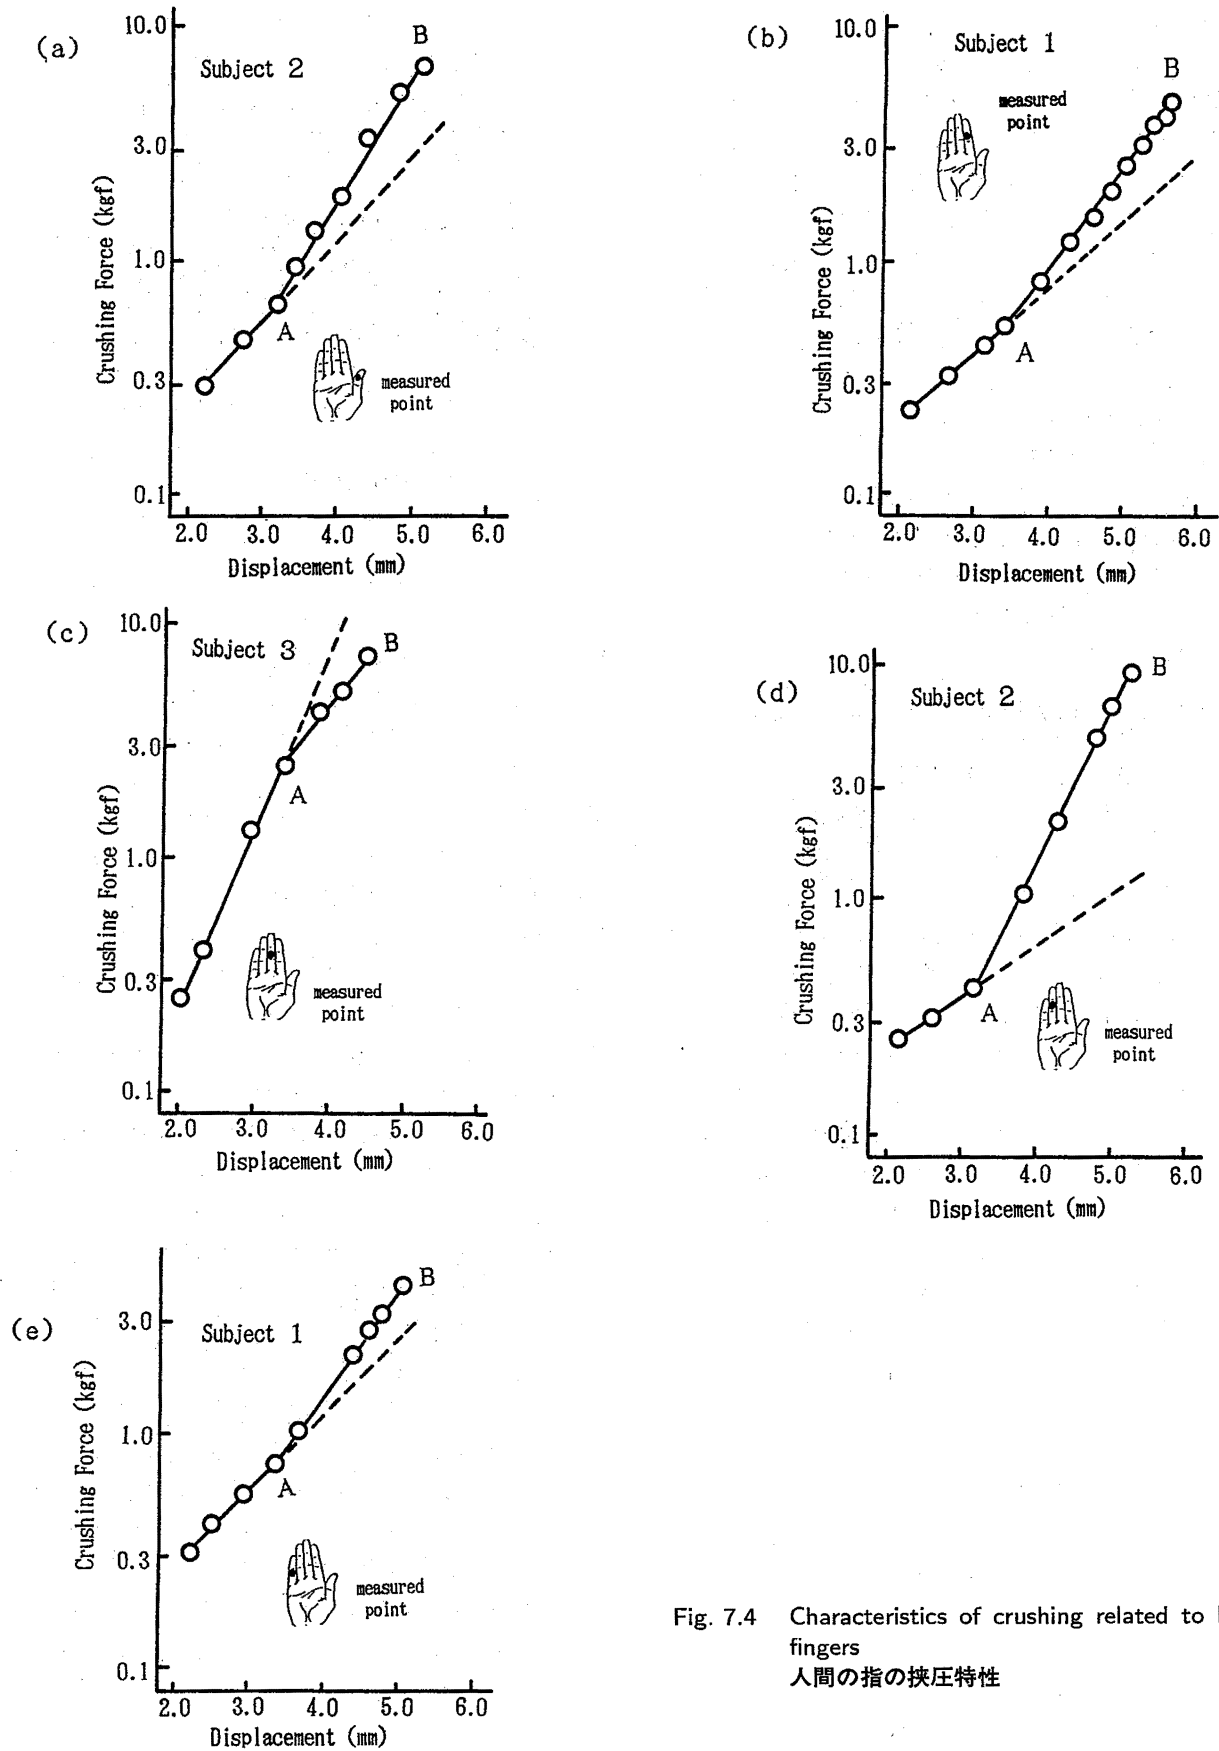 (a)
Subject 2
B
10.0
3.0
1.0
0.3
0.1
Crushing Force (kgf)
A
measured
point
2.0 3.0 4.0 5.0 6.0
Displacement (mm)
(b)
Subject 1
B
measured
point
10.0
3.0
1.0
0.3
0.1
Crushing Force (kgf)
A
2.0 3.0 4.0 5.0 6.0
Displacement (mm)
(c)
Subject 3
B
10.0
3.0
1.0
0.3
0.1
Crushing Force (kgf)
A
measured
point
2.0 3.0 4.0 5.0 6.0
Displacement (mm)
(d)
Subject 2
B
10.0
3.0
1.0
0.3
0.1
Crushing Force (kgf)
A
measured
point
2.0 3.0 4.0 5.0 6.0
Displacement (mm)
(e)
Subject 1
B
3.0
1.0
0.3
0.1
Crushing Force (kgf)
A
measured
point
2.0 3.0 4.0 5.0 6.0
Displacement (mm)
Fig. 7.4 Characteristics of crushing related to
fingers
人間の指の挟圧特性